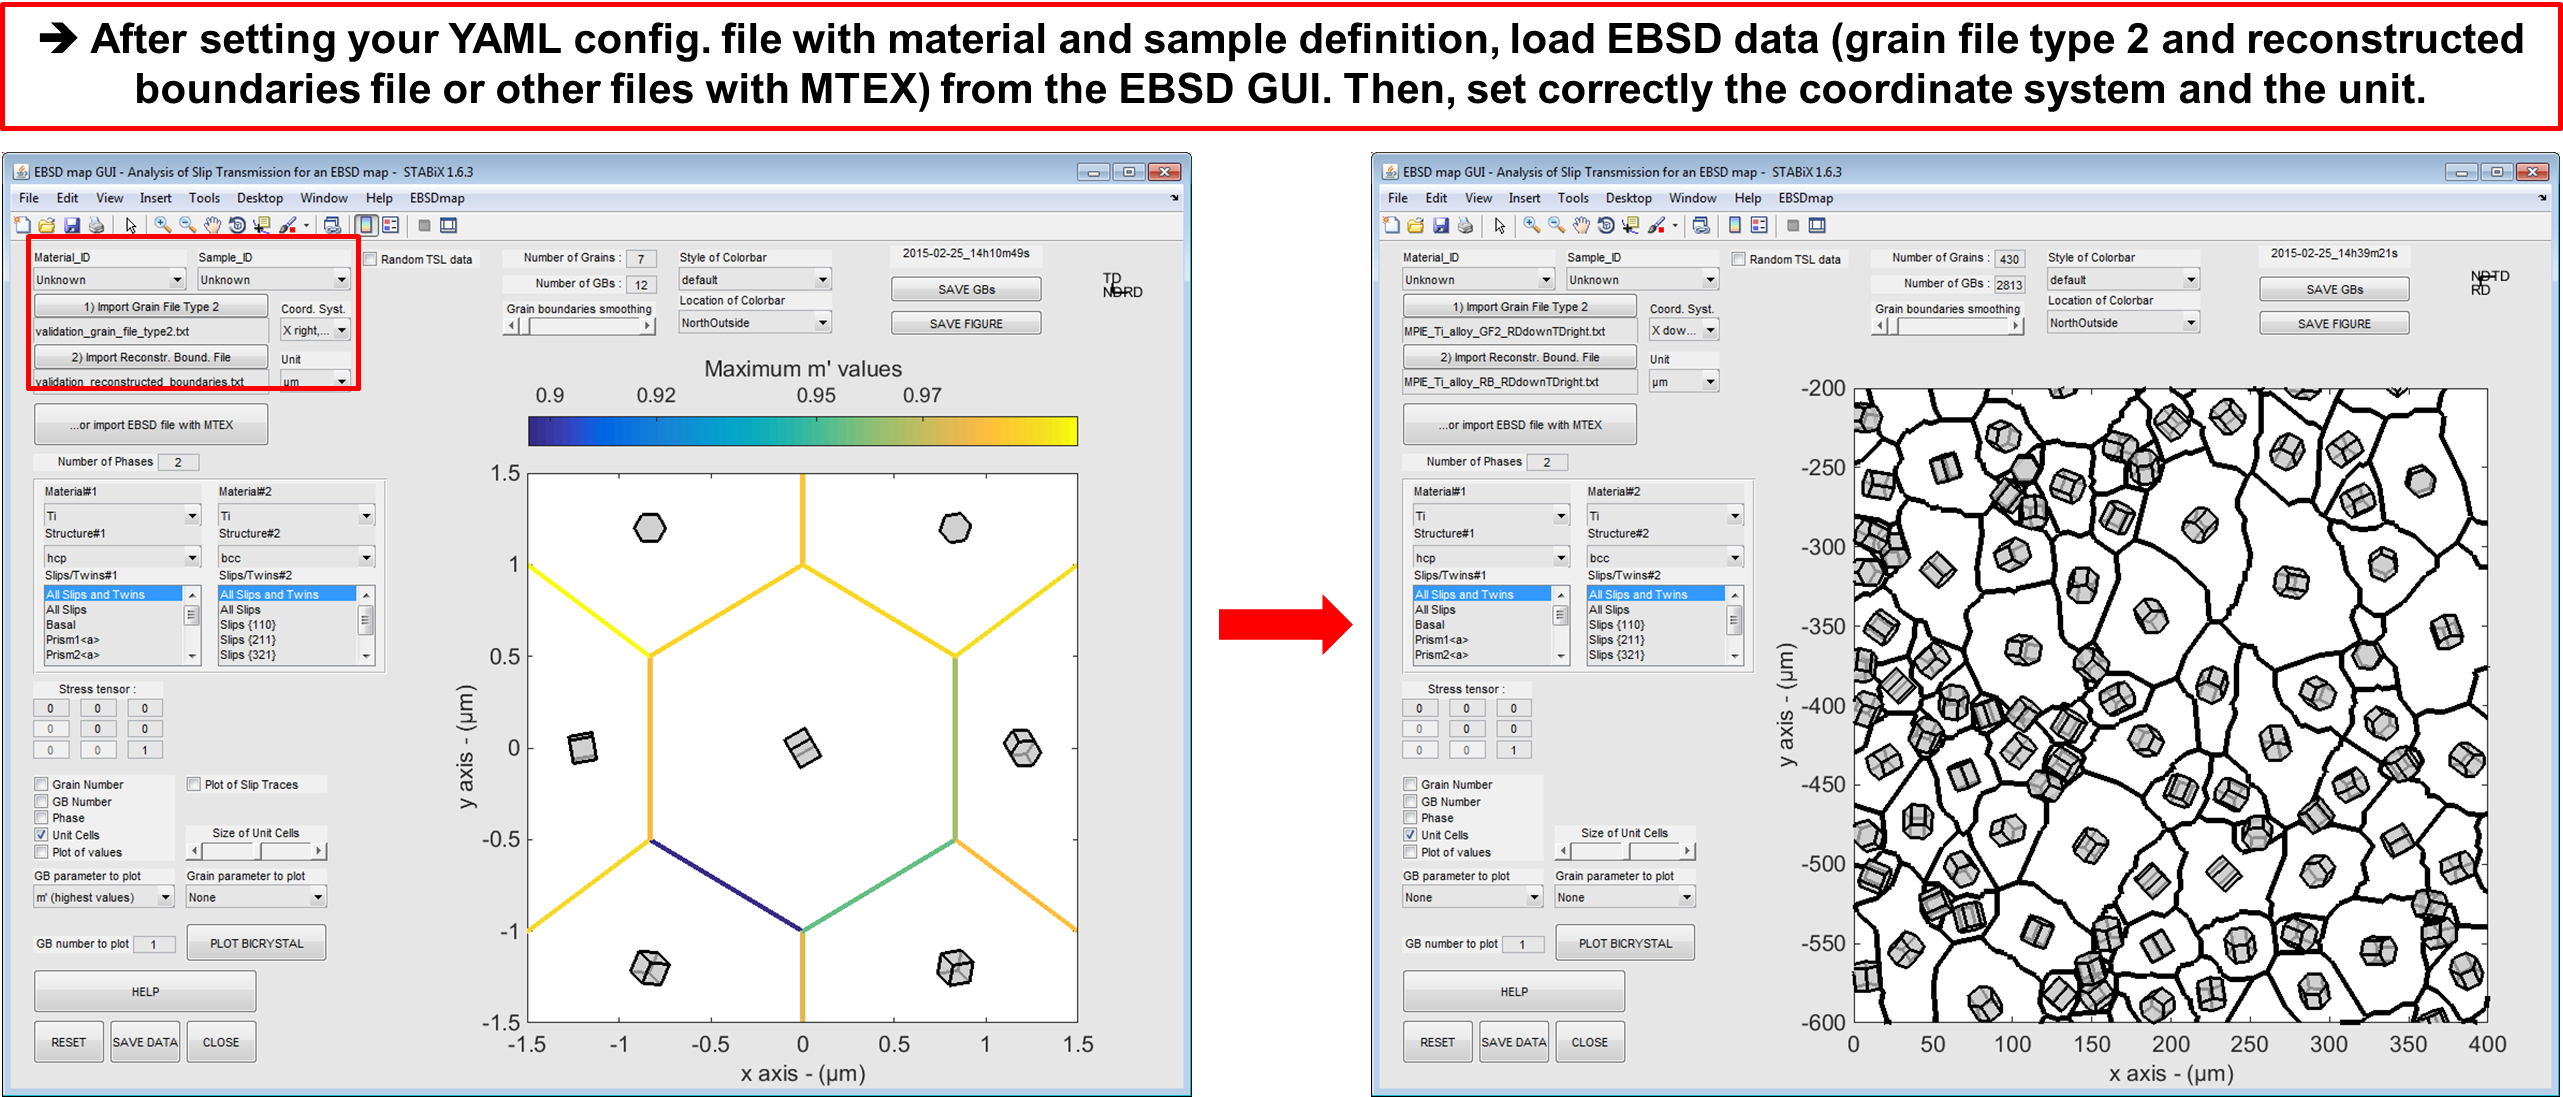 ➔ After setting your YAML config. file with material and sample definition, load EBSD data (grain file type 2 and reconstructed
boundaries file or other files with MTEX) from the EBSD GUI. Then, set correctly the coordinate system and the unit.
EBSD map GUI - Analysis of Slip Transmission for an EBSD map - STABiX 1.6.3
File Edit View Insert Tools Desktop Window Help EBSDmap
Material_ID Sample_ID Random TSL data
Unknown Unknown
1) Import Grain File Type 2 Coord. Syst.
validation_grain_file_type2.txt X right,...
2) Import Reconstr. Bound. File Unit
validation_reconstructed_boundaries.txt µm
...or import EBSD file with MTEX
Number of Grains : 7
Number of GBs : 12
Grain boundaries smoothing
Style of Colorbar
default
Location of Colorbar
NorthOutside
2015-02-25_14h10m49s
SAVE GBs
SAVE FIGURE
TD
ND RD
Number of Phases 2
Material#1 Material#2
Ti Ti
Structure#1 Structure#2
hcp bcc
Slips/Twins#1 Slips/Twins#2
All Slips and Twins All Slips and Twins
All Slips All Slips
Basal Slips {110}
Prism1<a> Slips {211}
Prism2<a> Slips {321}
Stress tensor :
0 0 0
0 0 0
0 0 1
Grain Number Plot of Slip Traces
GB Number
Phase
Unit Cells Size of Unit Cells
Plot of values
GB parameter to plot Grain parameter to plot
m' (highest values) None
GB number to plot 1 PLOT BICRYSTAL
HELP
RESET SAVE DATA CLOSE
Maximum m' values
0.9 0.92 0.95 0.97
1.5
1
0.5
0
-0.5
-1
-1.5
y axis - (µm)
-1.5 -1 -0.5 0 0.5 1 1.5
x axis - (µm)
EBSD map GUI - Analysis of Slip Transmission for an EBSD map - STABiX 1.6.3
File Edit View Insert Tools Desktop Window Help EBSDmap
Material_ID Sample_ID Random TSL data
Unknown Unknown
1) Import Grain File Type 2 Coord. Syst.
MPIE_Ti_alloy_GF2_RDdownTDright.txt X dow...
2) Import Reconstr. Bound. File Unit
MPIE_Ti_alloy_RB_RDdownTDright.txt µm
...or import EBSD file with MTEX
Number of Grains : 430
Number of GBs : 2813
Grain boundaries smoothing
Style of Colorbar
default
Location of Colorbar
NorthOutside
2015-02-25_14h39m21s
SAVE GBs
SAVE FIGURE
ND TD
RD
Number of Phases 2
Material#1 Material#2
Ti Ti
Structure#1 Structure#2
hcp bcc
Slips/Twins#1 Slips/Twins#2
All Slips and Twins All Slips and Twins
All Slips All Slips
Basal Slips {110}
Prism1<a> Slips {211}
Prism2<a> Slips {321}
Stress tensor :
0 0 0
0 0 0
0 0 1
Grain Number Plot of Slip Traces
GB Number
Phase
Unit Cells Size of Unit Cells
Plot of values
GB parameter to plot Grain parameter to plot
None None
GB number to plot 1 PLOT BICRYSTAL
HELP
RESET SAVE DATA CLOSE
-200
-250
-300
-350
-400
-450
-500
-550
-600
y axis - (µm)
0 50 100 150 200 250 300 350 400
x axis - (µm)